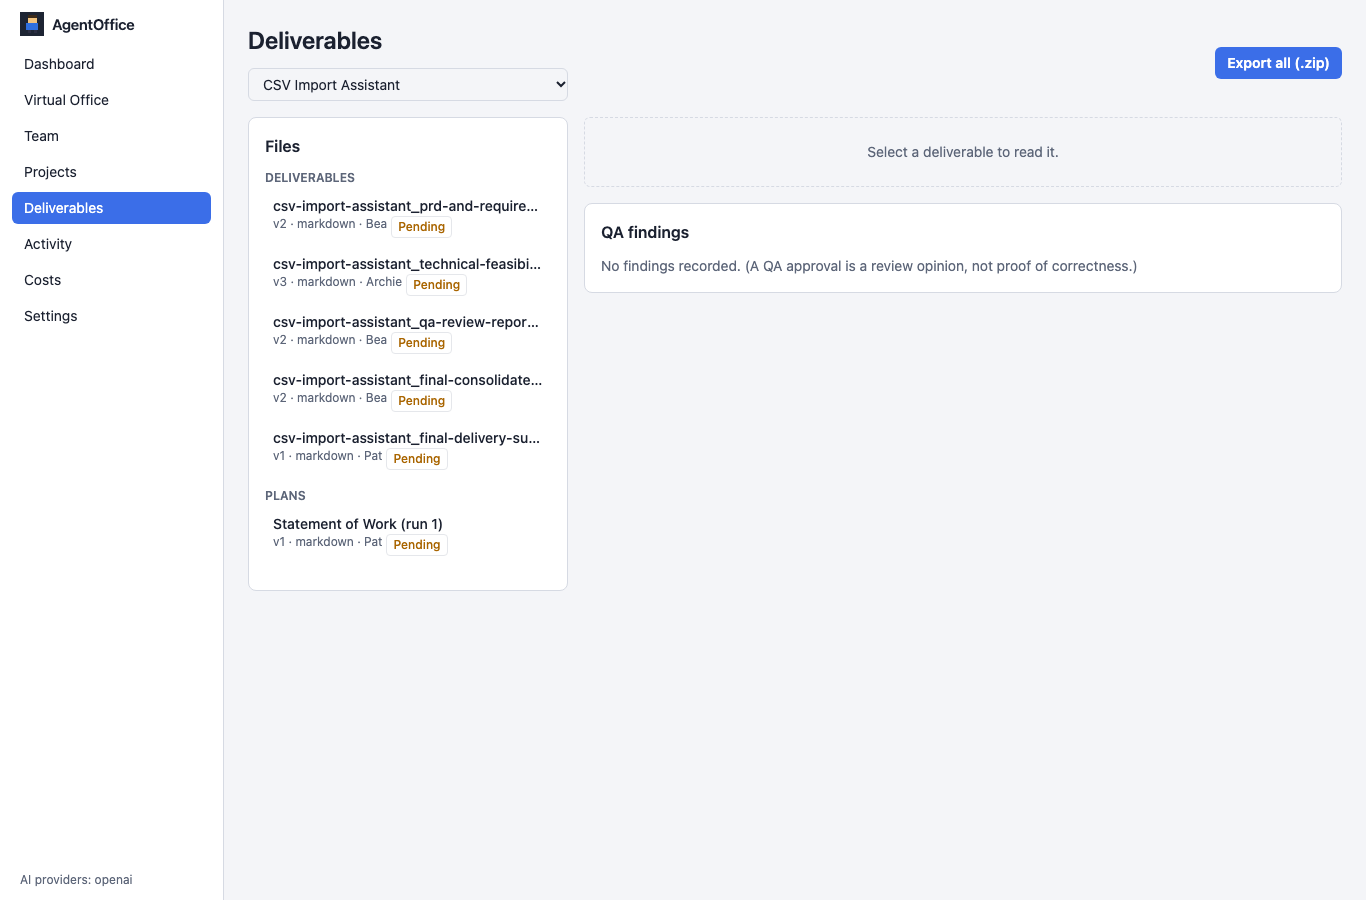 AgentOffice
Dashboard
Virtual Office
Team
Projects
Deliverables
Activity
Costs
Settings
AI providers: openai
Deliverables
CSV Import Assistant
Export all (.zip)
Files
DELIVERABLES
csv-import-assistant_prd-and-require...
v2 · markdown · Bea Pending
csv-import-assistant_technical-feasibi...
v3 · markdown · Archie Pending
csv-import-assistant_qa-review-repor...
v2 · markdown · Bea Pending
csv-import-assistant_final-consolidate...
v2 · markdown · Bea Pending
csv-import-assistant_final-delivery-su...
v1 · markdown · Pat Pending
PLANS
Statement of Work (run 1)
v1 · markdown · Pat Pending
Select a deliverable to read it.
QA findings
No findings recorded. (A QA approval is a review opinion, not proof of correctness.)